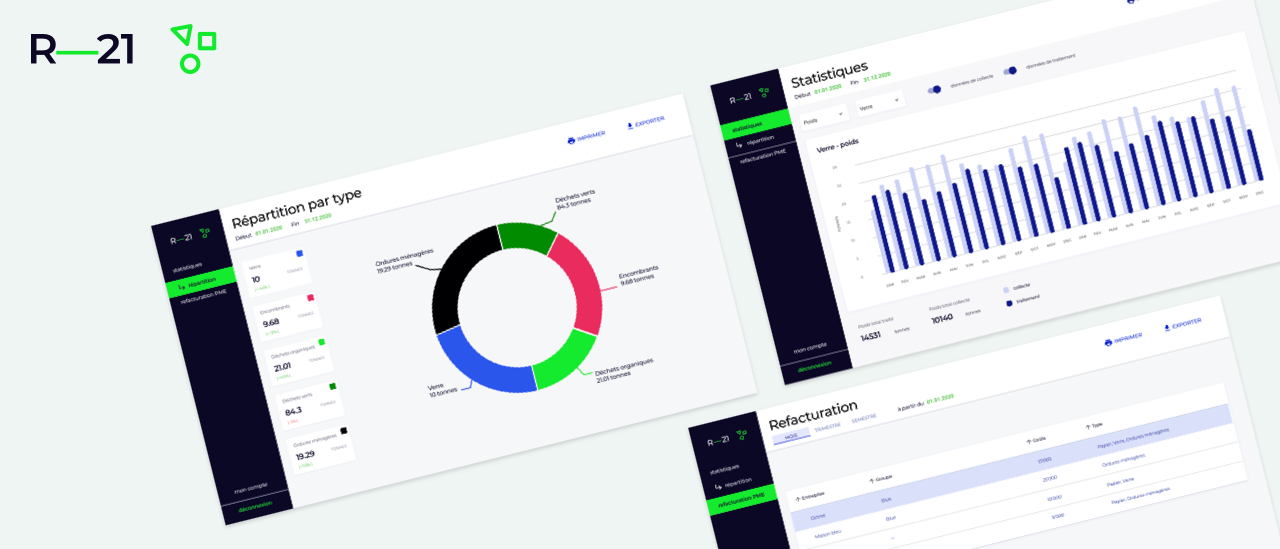 R—21
R—21
statistiques
répartition
refacturation PME
mon compte
déconnexion
Répartition par type
Début 01.01.2020 Fin 31.12.2020
IMPRIMER
EXPORTER
Verre
10
TONNES
Encombrants
9.68
TONNES
Déchets organiques
21.01
TONNES
Déchets verts
84.3
TONNES
Ordures ménagères
19.29
TONNES
Déchets verts
84.3 tonnes
Ordures ménagères
19.29 tonnes
Encombrants
9.68 tonnes
Déchets organiques
21.01 tonnes
Verre
10 tonnes
R—21
statistiques
répartition
refacturation PME
mon compte
déconnexion
Statistiques
Début 01.01.2020 Fin 31.12.2020
Poids
Verre
données de collecte
données de traitement
Verre - poids
Poids total traité
14531 tonnes
Poids total collecté
10140 tonnes
collecte
traitement
R—21
statistiques
répartition
refacturation PME
Refacturation
MOIS TRIMESTRE SEMESTRE
à partir du 01.01.2020
IMPRIMER
EXPORTER
Entreprise Groupe Coûts Type
Blue
Papier, Verre, Ordures ménagères
Maison bleu Blue 20'000 Ordures ménagères
Papier, Verre
Papier, Ordures ménagères